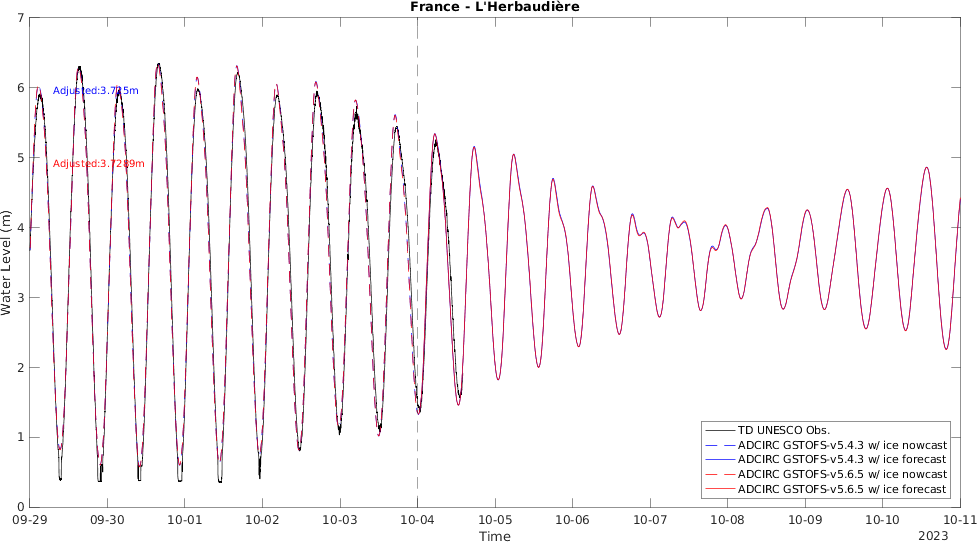 France - L'Herbaudière
7
6
5
4
3
2
1
0
Water Level (m)
Adjusted:3.725m
Adjusted:3.7289m
TD UNESCO Obs.
ADCIRC GSTOFS-v5.4.3 w/ ice nowcast
ADCIRC GSTOFS-v5.4.3 w/ ice forecast
ADCIRC GSTOFS-v5.6.5 w/ ice nowcast
ADCIRC GSTOFS-v5.6.5 w/ ice forecast
09-29 09-30 10-01 10-02 10-03 10-04 10-05 10-06 10-07 10-08 10-09 10-10 10-11
Time
2023